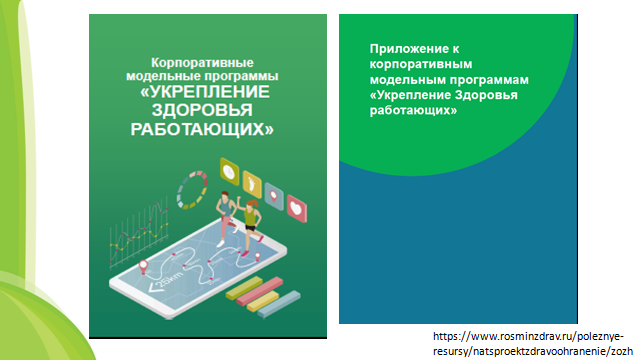 Корпоративные
модельные программы
«УКРЕПЛЕНИЕ
ЗДОРОВЬЯ
РАБОТАЮЩИХ»
25km
Приложение к
корпоративным
модельным программам
«Укрепление Здоровья
работающих»
https://www.rosminzdrav.ru/poleznye-
resursy/natsproektzdravoohranenie/zozh